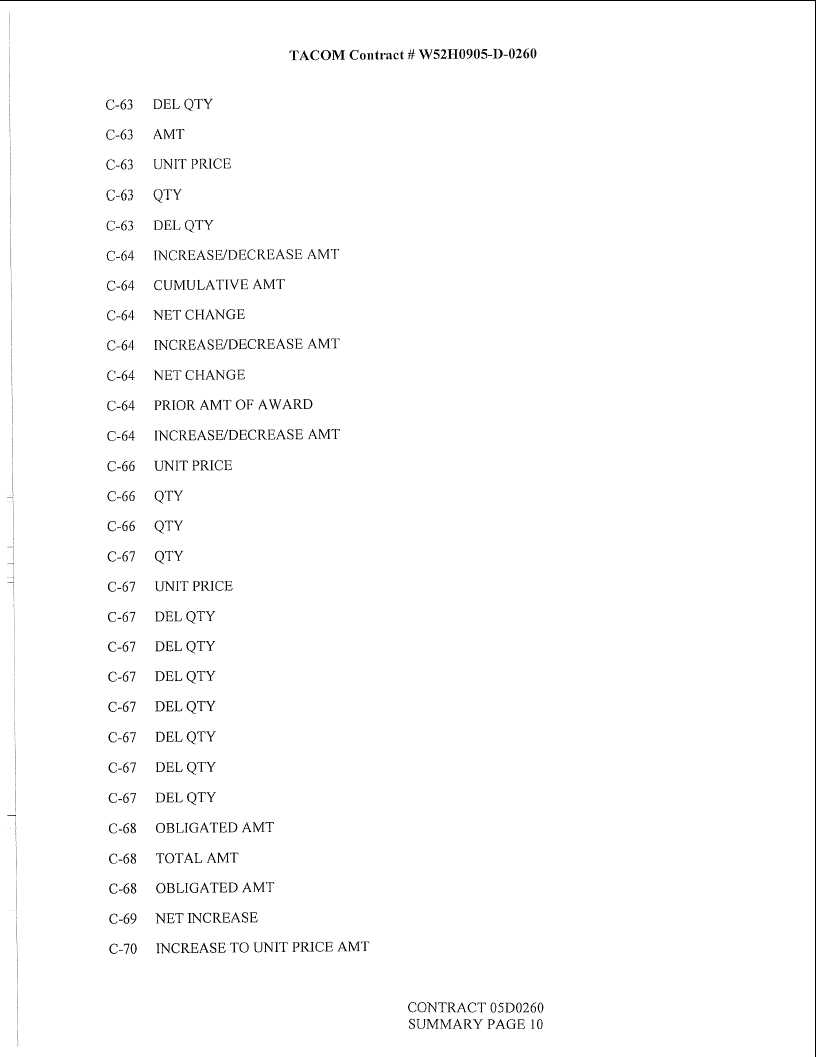 TACOM Contract # W52H0905-D-0260
C-63 DEL QTY
C-63 AMT
C-63 UNIT PRICE
C-63 QTY
C-63 DEL QTY
C-64 INCREASE/DECREASE AMT
C-64 CUMULATIVE AMT
C-64 NET CHANGE
C-64 INCREASE/DECREASE AMT
C-64 NET CHANGE
C-64 PRIOR AMT OF AWARD
C-64 INCREASE/DECREASE AMT
C-66 UNIT PRICE
C-66 QTY
C-66 QTY
C-67 QTY
C-67 UNIT PRICE
C-67 DEL QTY
C-67 DEL QTY
C-67 DEL QTY
C-67 DEL QTY
C-67 DEL QTY
C-67 DEL QTY
C-67 DEL QTY
C-68 OBLIGATED AMT
C-68 TOTAL AMT
C-68 OBLIGATED AMT
C-69 NET INCREASE
C-70 INCREASE TO UNIT PRICE AMT
CONTRACT 05D0260
SUMMARY PAGE 10